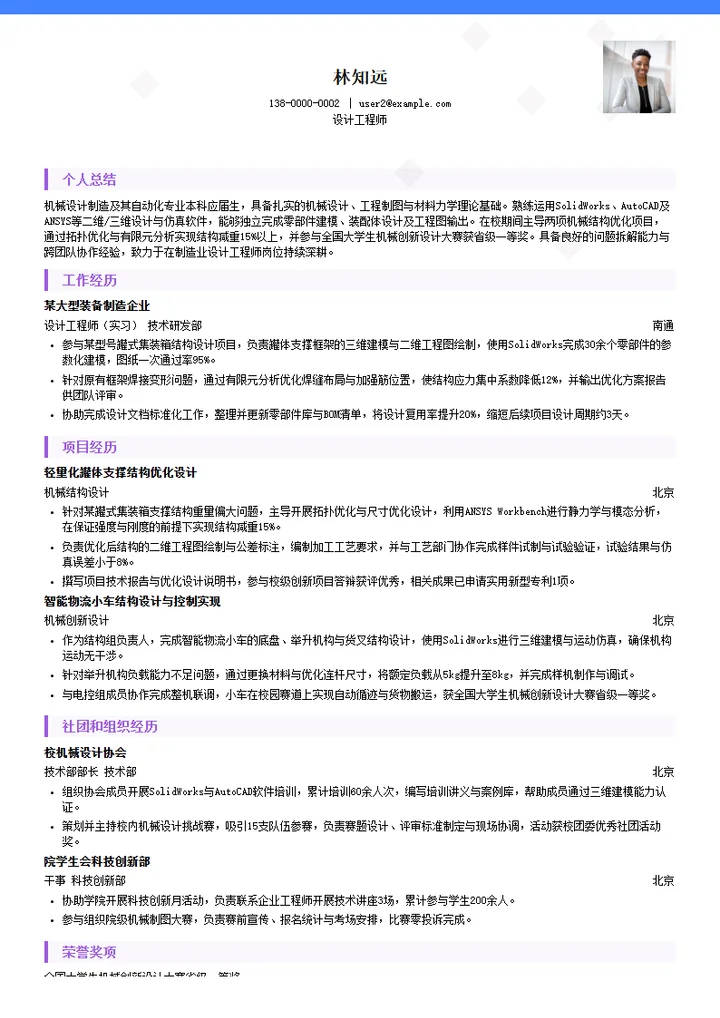 林知远
138-0000-0002 | user2@example.com
设计工程师
个人总结
机械设计制造及其自动化专业本科应届生，具备扎实的机械设计、工程制图与材料力学理论基础。熟练运用SolidWorks、AutoCAD及
ANSYS等二维/三维设计与仿真软件，能够独立完成零部件建模、装配体设计及工程图输出。在校期间主导两项机械结构优化项目，
通过拓扑优化与有限元分析实现结构减重15%以上，并参与全国大学生机械创新设计大赛获省级一等奖。具备良好的问题拆解能力与
跨团队协作经验，致力于在制造业设计工程师岗位持续深耕。
工作经历
某大型装备制造企业
设计工程师（实习） 技术研发部 南通
• 参与某型号罐式集装箱结构设计项目，负责罐体支撑框架的三维建模与二维工程图绘制，使用SolidWorks完成30余个零部件的参
数化建模，图纸一次通过率95%。
• 针对原有框架焊接变形问题，通过有限元分析优化焊缝布局与加强筋位置，使结构应力集中系数降低12%，并输出优化方案报告
供团队评审。
• 协助完成设计文档标准化工作，整理并更新零部件库与BOM清单，将设计复用率提升20%，缩短后续项目设计周期约3天。
项目经历
轻量化罐体支撑结构优化设计
机械结构设计 北京
• 针对某罐式集装箱支撑结构重量偏大问题，主导开展拓扑优化与尺寸优化设计，利用ANSYS Workbench进行静力学与模态分析，
在保证强度与刚度的前提下实现结构减重15%。
• 负责优化后结构的二维工程图绘制与公差标注，编制加工工艺要求，并与工艺部门协作完成样件试制与试验验证，试验结果与仿
真误差小于8%。
• 撰写项目技术报告与优化设计说明书，参与校级创新项目答辩获评优秀，相关成果已申请实用新型专利1项。
智能物流小车结构设计与控制实现
机械创新设计 北京
• 作为结构组负责人，完成智能物流小车的底盘、举升机构与货叉结构设计，使用SolidWorks进行三维建模与运动仿真，确保机构
运动无干涉。
• 针对举升机构负载能力不足问题，通过更换材料与优化连杆尺寸，将额定负载从5kg提升至8kg，并完成样机制作与调试。
• 与电控组成员协作完成整机联调，小车在校园赛道上实现自动循迹与货物搬运，获全国大学生机械创新设计大赛省级一等奖。
社团和组织经历
校机械设计协会
技术部部长 技术部 北京
• 组织协会成员开展SolidWorks与AutoCAD软件培训，累计培训60余人次，编写培训讲义与案例库，帮助成员通过三维建模能力认
证。
• 策划并主持校内机械设计挑战赛，吸引15支队伍参赛，负责赛题设计、评审标准制定与现场协调，活动获校团委优秀社团活动
奖。
院学生会科技创新部
干事 科技创新部 北京
• 协助学院开展科技创新月活动，负责联系企业工程师开展技术讲座3场，累计参与学生200余人。
• 参与组织院级机械制图大赛，负责赛前宣传、报名统计与考场安排，比赛零投诉完成。
荣誉奖项
全国大学生机械创新设计大赛省级一等奖